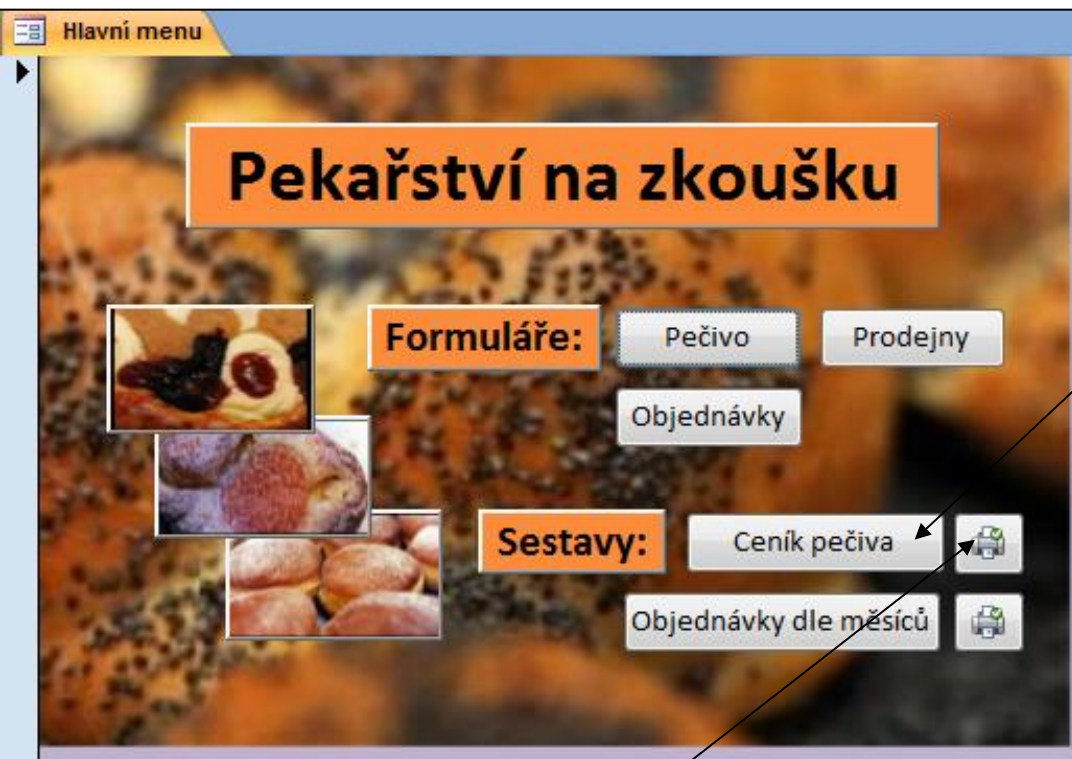 Hlavní menu
Pekařství na zkoušku
Formuláře:
Pečivo
Prodejny
Objednávky
Sestavy:
Ceník pečiva
Objednávky dle měsíců